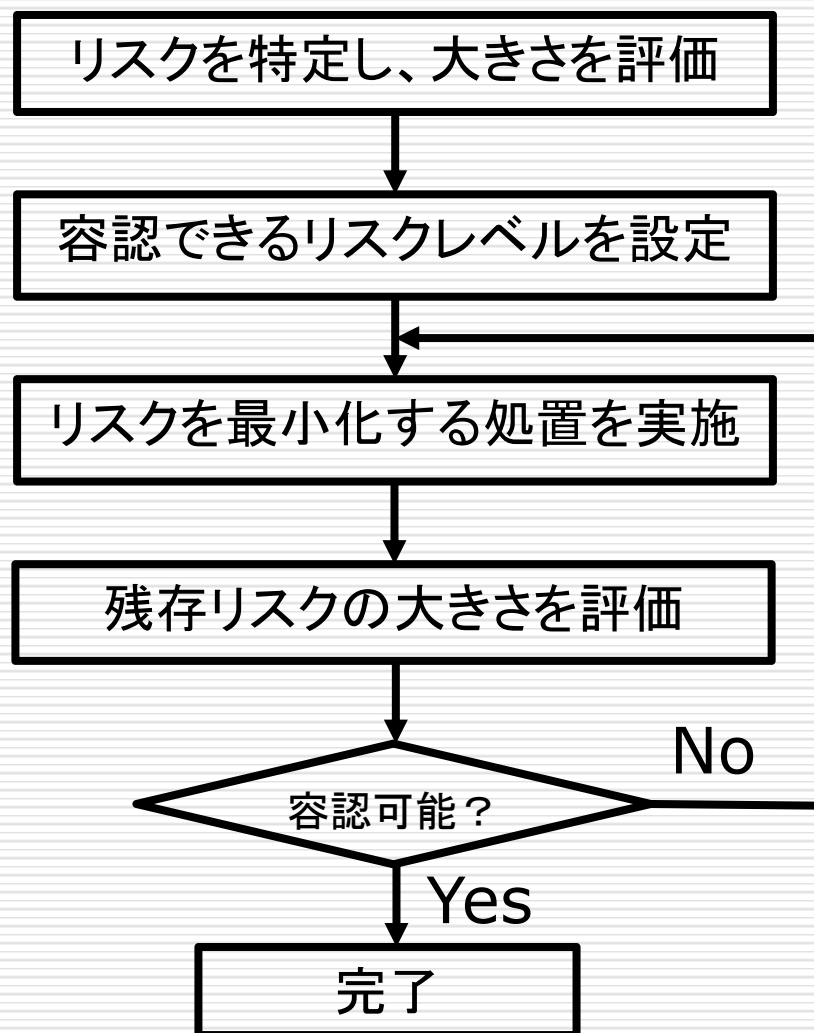 リスクを特定し、大きさを評価
容認できるリスクレベルを設定
リスクを最小化する処置を実施
残存リスクの大きさを評価
No
容認可能？
Yes
完了